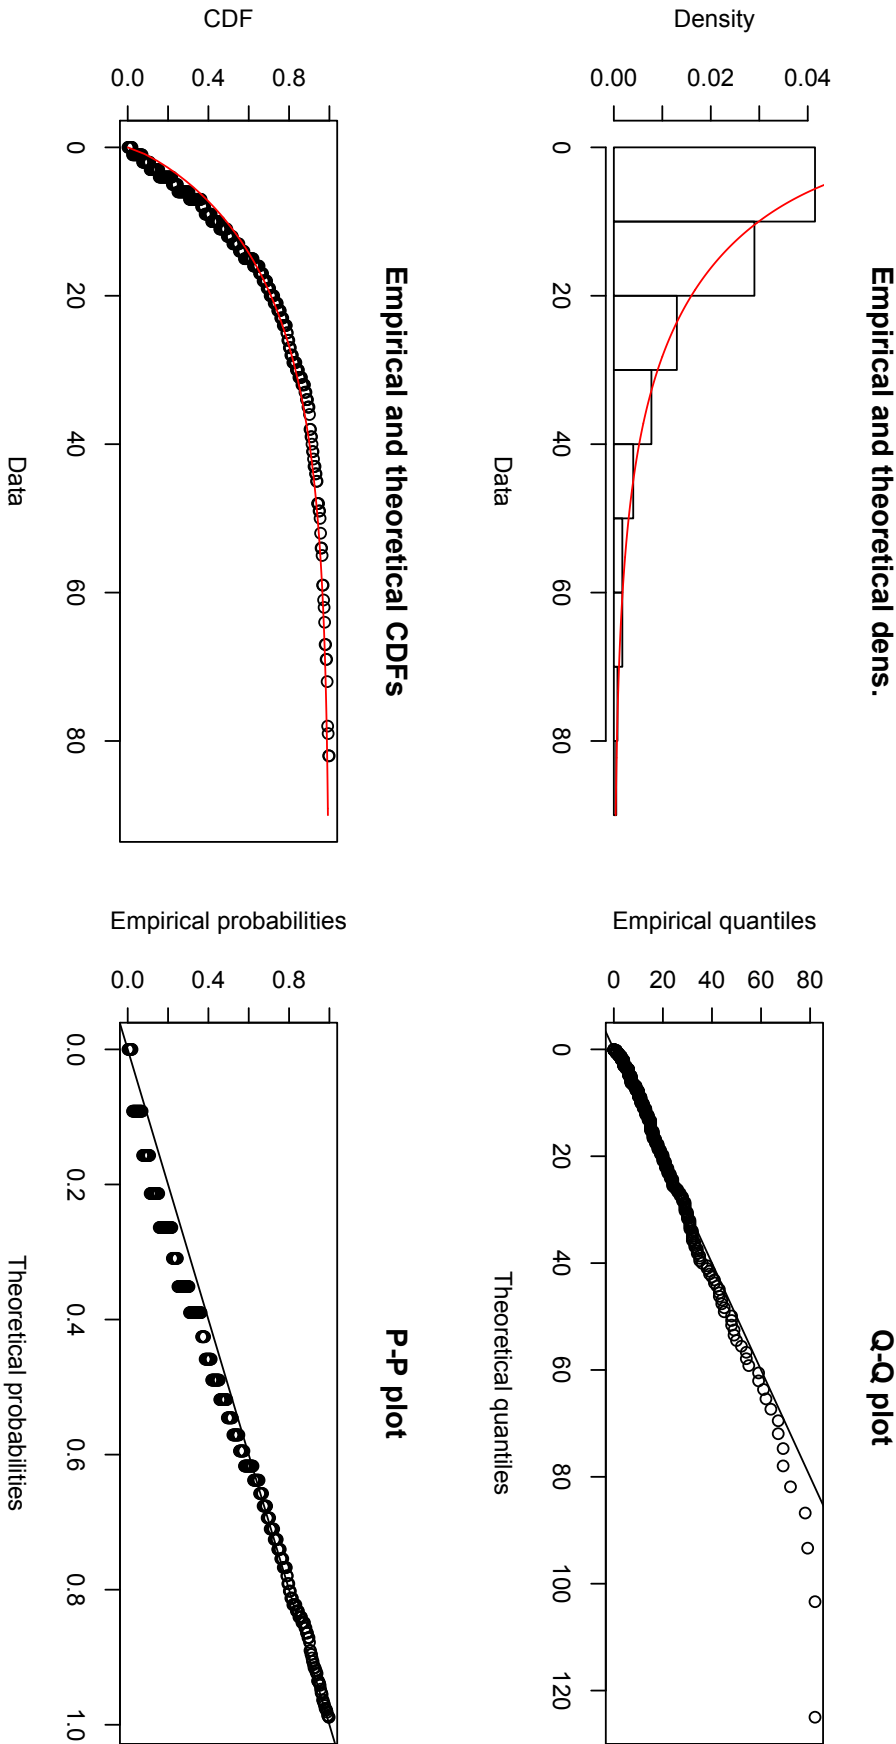 Empirical and theoretical dens.
Density
0.00 0.02 0.04
0 20 40 60 80
Data
Q-Q plot
Empirical quantiles
0 20 40 60 80
0 20 40 60 80 100 120
Theoretical quantiles
Empirical and theoretical CDFs
CDF
0.0 0.4 0.8
0 20 40 60 80
Data
P-P plot
Empirical probabilities
0.0 0.4 0.8
0.0 0.2 0.4 0.6 0.8 1.0
Theoretical probabilities